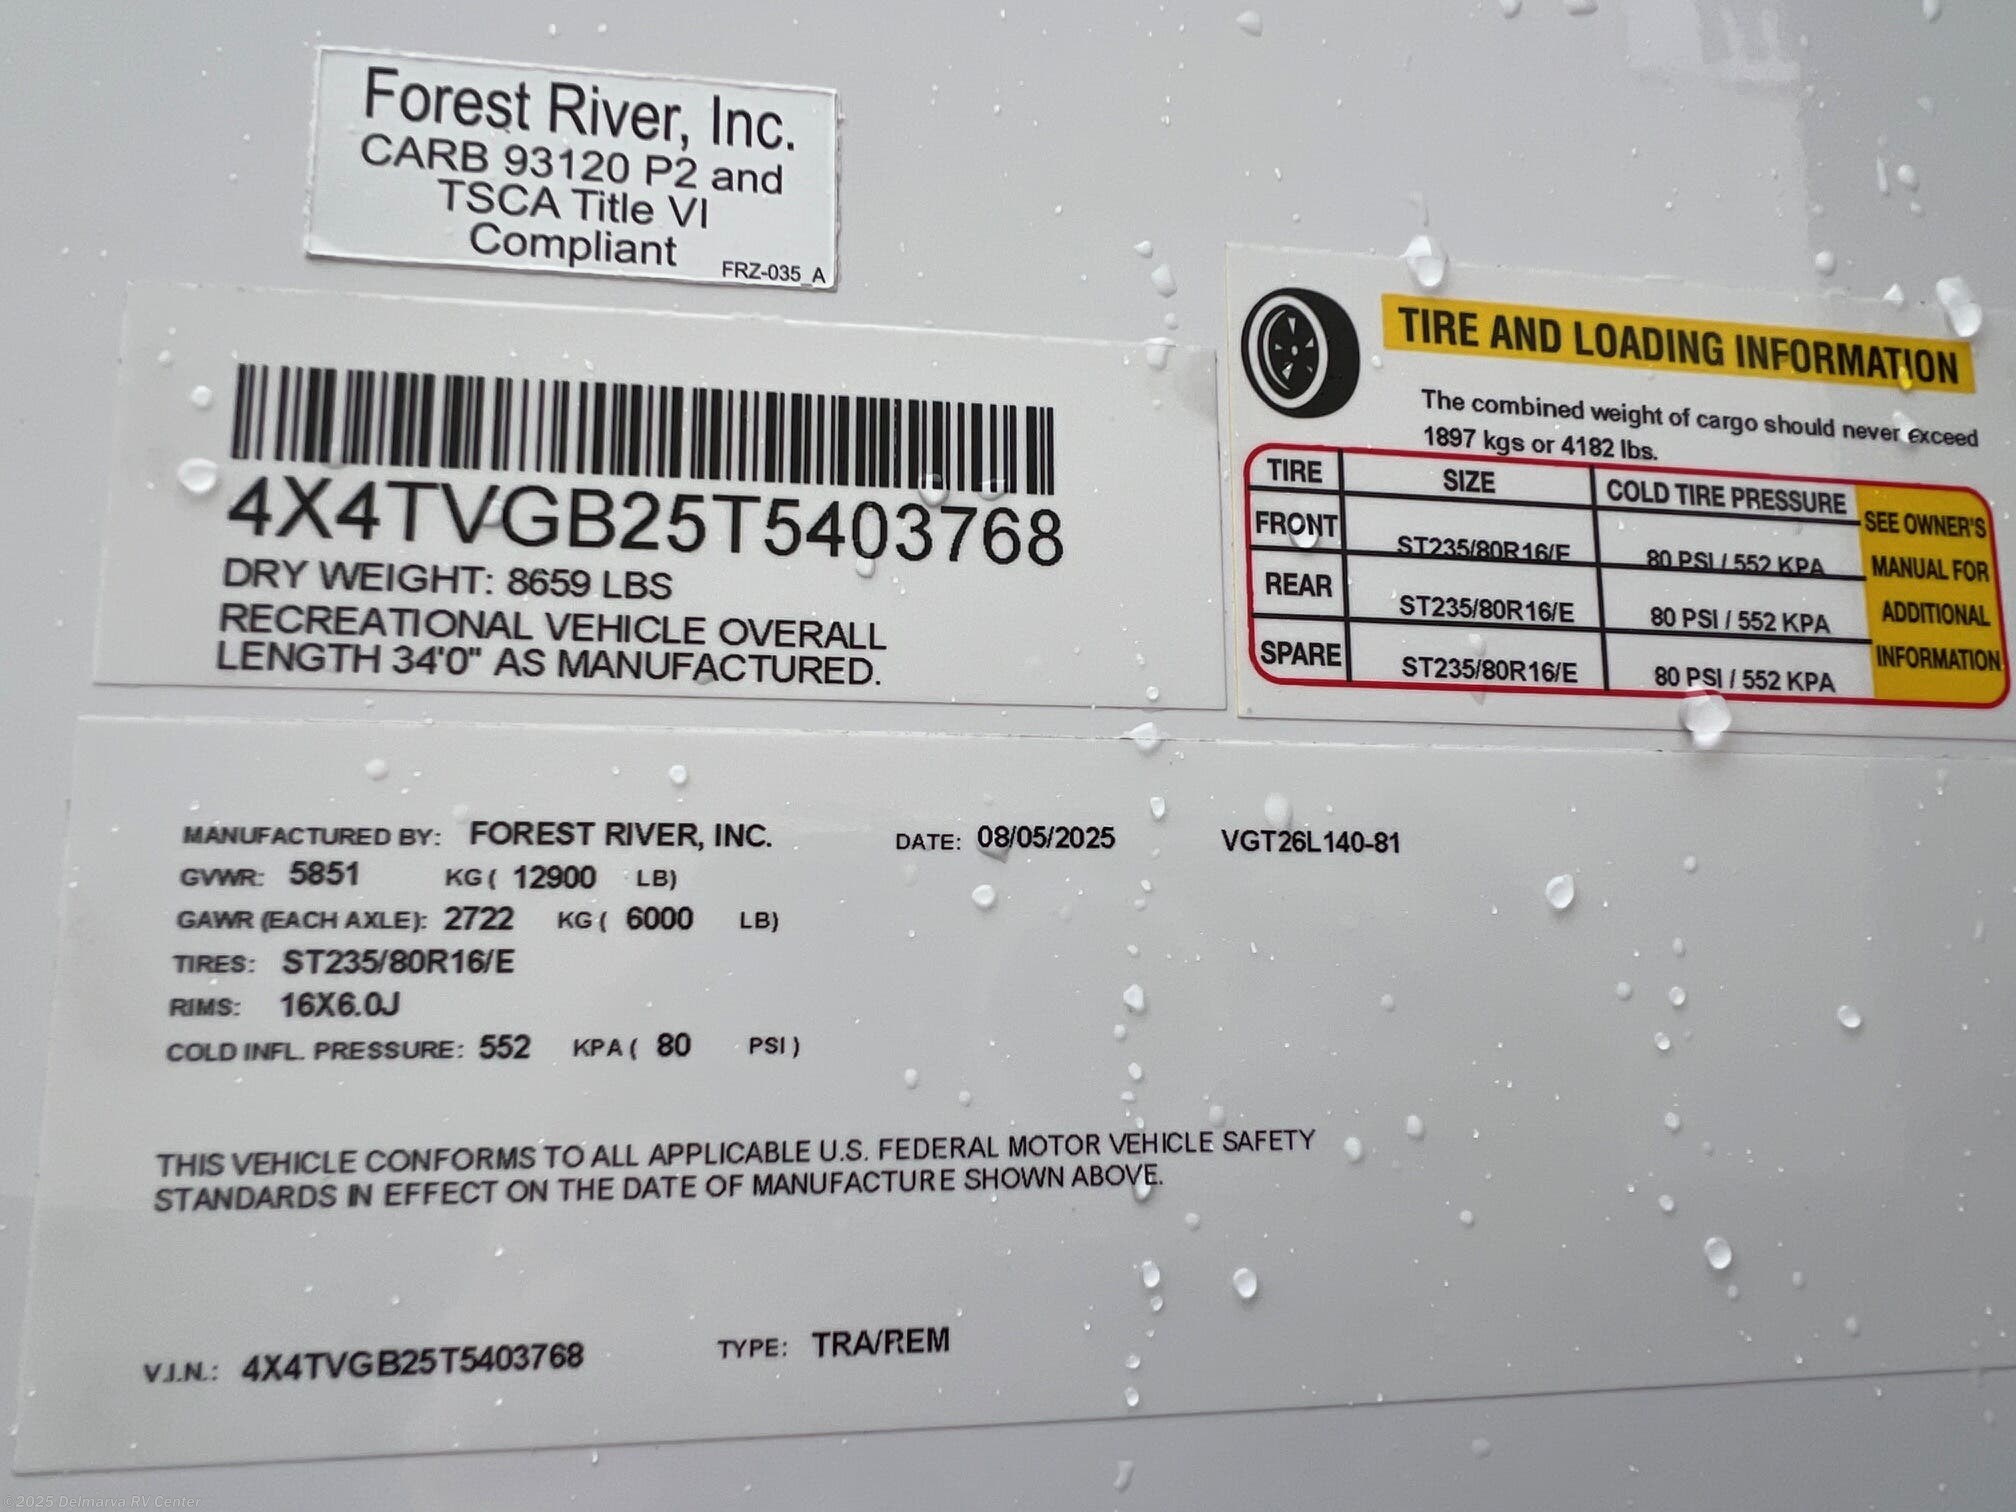 Forest River, Inc.
CARB 93120 P2 and
TSCA Title VI
Compliant
FRZ-035_A
4X4TVGB25T5403768
DRY WEIGHT: 8659 LBS
RECREATIONAL VEHICLE OVERALL
LENGTH 34'0" AS MANUFACTURED.
TIRE AND LOADING INFORMATION
The combined weight of cargo should never exceed
1897 kgs or 4182 lbs.
TIRE SIZE COLD TIRE PRESSURE
FRONT ST235/80R16/E 80 PSI / 552 KPA
REAR ST235/80R16/E 80 PSI / 552 KPA
SPARE ST235/80R16/E 80 PSI / 552 KPA
SEE OWNER'S
MANUAL FOR
ADDITIONAL
INFORMATION
MANUFACTURED BY: FOREST RIVER, INC. DATE: 08/05/2025 VGT26L140-81
GVWR: 5851 KG ( 12900 LB)
GAWR (EACH AXLE): 2722 KG ( 6000 LB)
TIRES: ST235/80R16/E
RIMS: 16X6.0J
COLD INFL. PRESSURE: 552 KPA ( 80 PSI )
THIS VEHICLE CONFORMS TO ALL APPLICABLE U.S. FEDERAL MOTOR VEHICLE SAFETY
STANDARDS IN EFFECT ON THE DATE OF MANUFACTURE SHOWN ABOVE.
V.I.N.: 4X4TVGB25T5403768 TYPE: TRA/REM
©2025 Delmarva RV Center